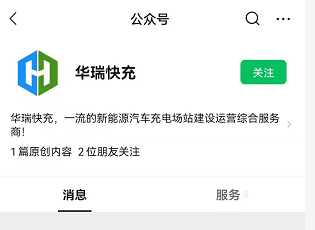 公众号
华瑞快充
关注
华瑞快充，一流的新能源汽车充电场站建设运营综合服务
商！
1篇原创内容 2位朋友关注
消息
服务